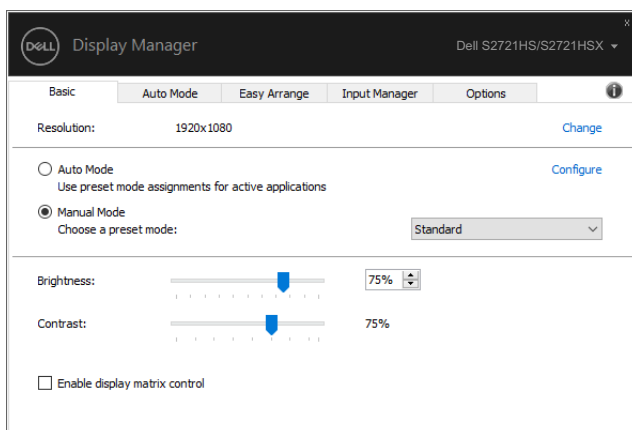 DELL Display Manager Dell S2721HS/S2721HSX
Basic Auto Mode Easy Arrange Input Manager Options
Resolution: 1920x1080 Change
Auto Mode Configure
Use preset mode assignments for active applications
Manual Mode
Choose a preset mode: Standard
Brightness: 75%
Contrast: 75%
Enable display matrix control